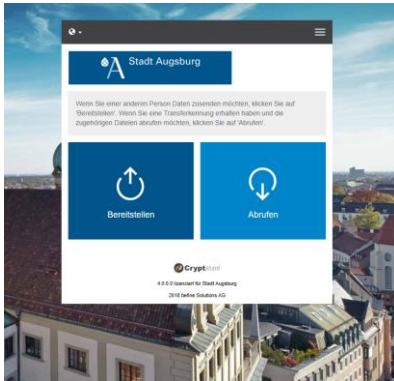 Stadt Augsburg
Wenn Sie einer anderen Person Daten zusenden möchten, klicken Sie auf
'Bereitstellen'. Wenn Sie eine Transferkennung erhalten haben und die
zugehörigen Dateien abrufen möchten, klicken Sie auf 'Abrufen'.
Bereitstellen
Abrufen
Cryptshare
4.0.0.0 lizenziert für Stadt Augsburg
2018 befine Solutions AG